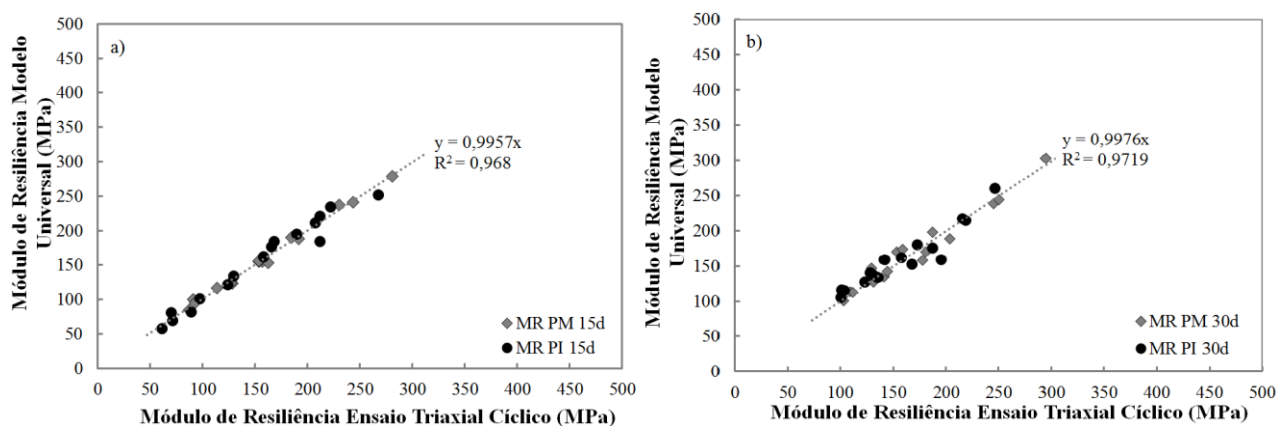 a)
Módulo de Resiliência Modelo
Universal (MPa)
500
450
400
350
300
250
200
150
100
50
0
y = 0,9957x
R² = 0,968
MR PM 15d
MR PI 15d
0 50 100 150 200 250 300 350 400 450 500
Módulo de Resiliência Ensaio Triaxial Cíclico (MPa)
b)
Módulo de Resiliência Modelo
Universal (MPa)
500
450
400
350
300
250
200
150
100
50
0
y = 0,9976x
R² = 0,9719
MR PM 30d
MR PI 30d
0 50 100 150 200 250 300 350 400 450 500
Módulo de Resiliência Ensaio Triaxial Cíclico (MPa)